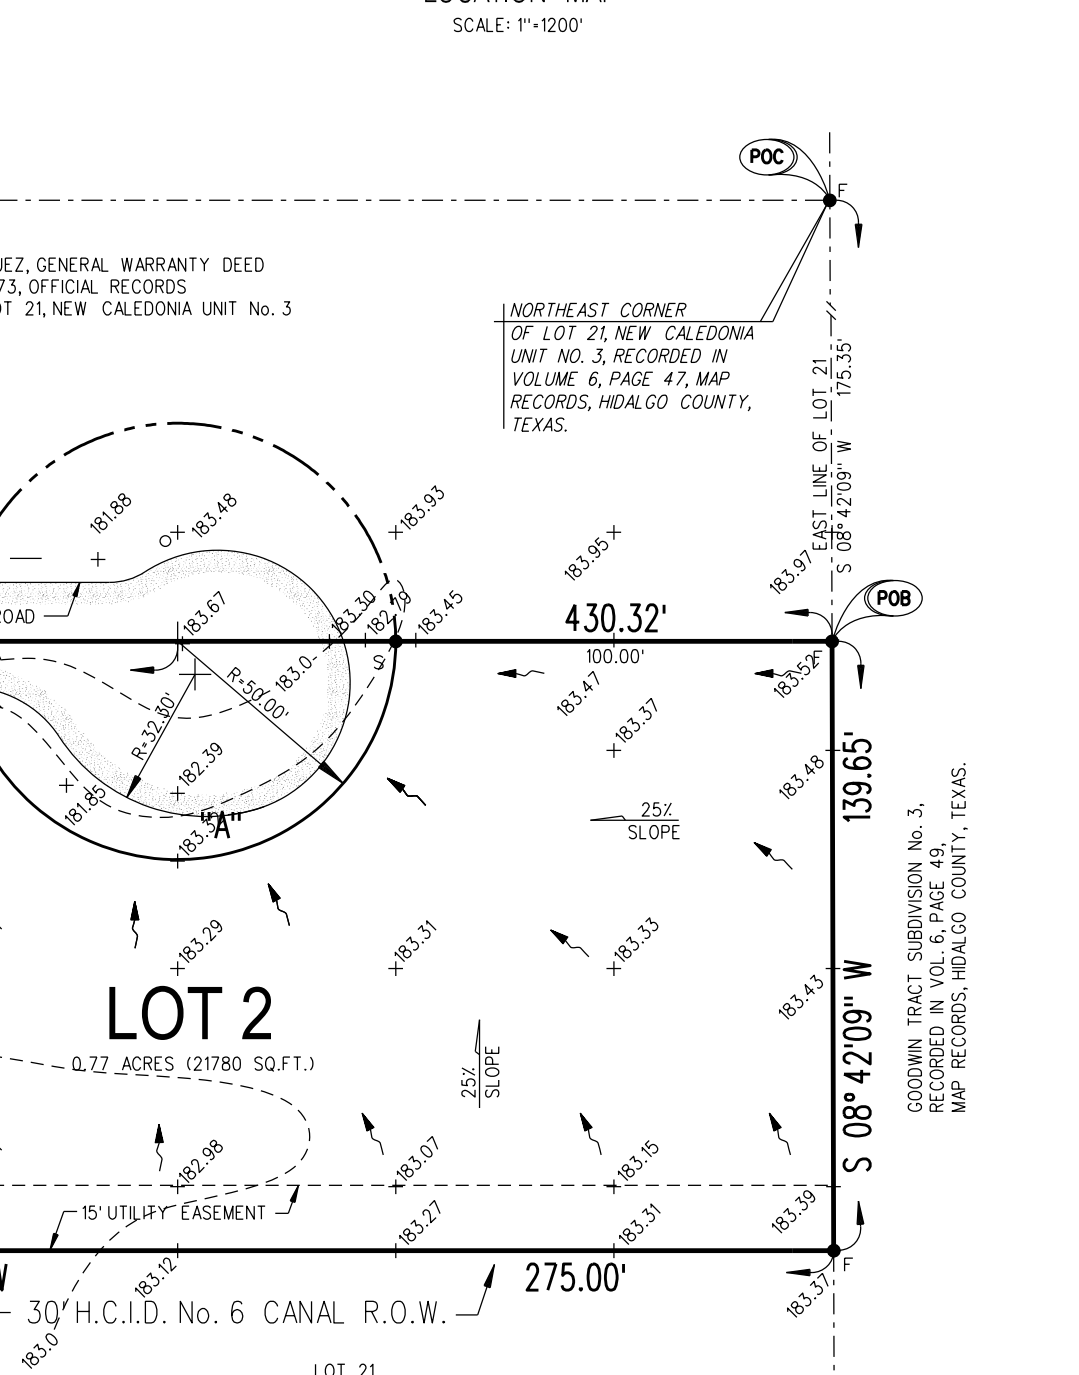 SCALE: 1"=1200'
POC
F
UEZ, GENERAL WARRANTY DEED
73, OFFICIAL RECORDS
OT 21, NEW CALEDONIA UNIT No. 3
NORTHEAST CORNER
OF LOT 21, NEW CALEDONIA
UNIT NO. 3, RECORDED IN
VOLUME 6, PAGE 47, MAP
RECORDS, HIDALGO COUNTY,
TEXAS.
EAST LINE OF LOT 21
S 08°42'09" W 175.35'
181.88
183.48
183.93
183.95
183.97
POB
OAD
183.67
183.30
182.79
183.45
430.32'
100.00'
F
183.52
183.0
R=50.00'
R=32.30'
183.47
183.37
183.48
139.65'
182.39
181.85
"A"
25%
SLOPE
183.29
183.31
183.33
183.43
S 08°42'09" W
GOODWIN TRACT SUBDIVISION No. 3,
RECORDED IN VOL. 6, PAGE 49,
MAP RECORDS, HIDALGO COUNTY, TEXAS.
LOT 2
0.77 ACRES (21780 SQ.FT.)
25%
SLOPE
182.98
183.07
183.15
183.39
15' UTILITY EASEMENT
183.27
183.31
183.12
275.00'
F
183.37
30' H.C.I.D. No. 6 CANAL R.O.W.
183.0
LOT 21